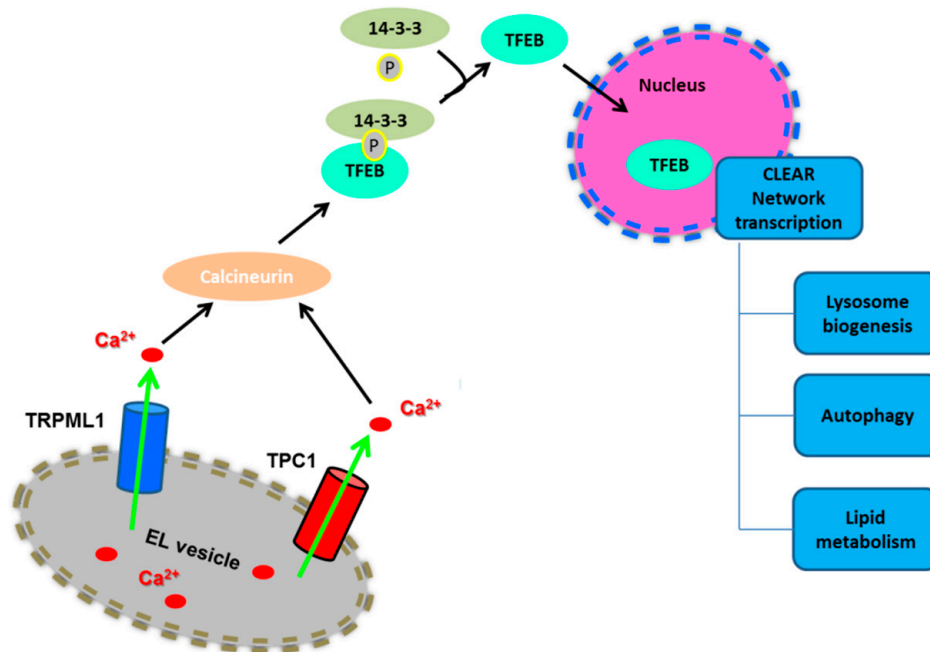 14-3-3
P
TFEB
14-3-3
P
TFEB
Nucleus
TFEB
CLEAR
Network
transcription
Calcineurin
Lysosome
biogenesis
Ca²⁺
Ca²⁺
Autophagy
TRPML1
TPC1
Lipid
metabolism
EL vesicle
Ca²⁺